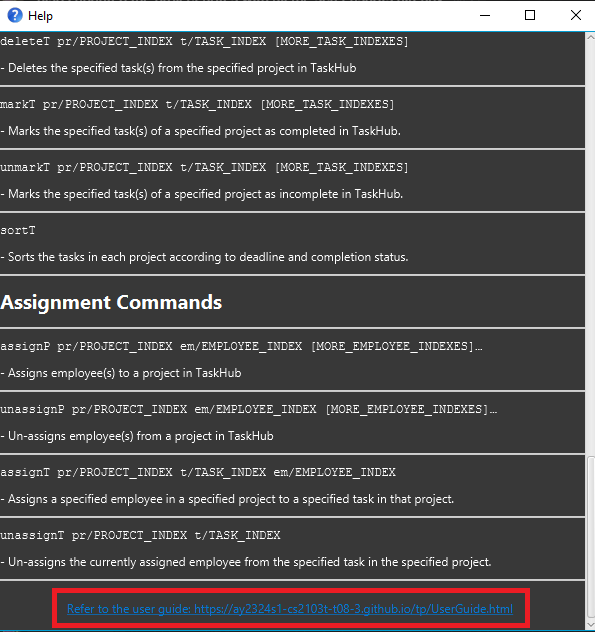 Help
deleteT pr/PROJECT_INDEX t/TASK_INDEX [MORE_TASK_INDEXES]
- Deletes the specified task(s) from the specified project in TaskHub
markT pr/PROJECT_INDEX t/TASK_INDEX [MORE_TASK_INDEXES]
- Marks the specified task(s) of a specified project as completed in TaskHub.
unmarkT pr/PROJECT_INDEX t/TASK_INDEX [MORE_TASK_INDEXES]
- Marks the specified task(s) of a specified project as incomplete in TaskHub.
sortT
- Sorts the tasks in each project according to deadline and completion status.
Assignment Commands
assignP pr/PROJECT_INDEX em/EMPLOYEE_INDEX [MORE_EMPLOYEE_INDEXES]…
- Assigns employee(s) to a project in TaskHub
unassignP pr/PROJECT_INDEX em/EMPLOYEE_INDEX [MORE_EMPLOYEE_INDEXES]…
- Un-assigns employee(s) from a project in TaskHub
assignT pr/PROJECT_INDEX t/TASK_INDEX em/EMPLOYEE_INDEX
- Assigns a specified employee in a specified project to a specified task in that project.
unassignT pr/PROJECT_INDEX t/TASK_INDEX
- Un-assigns the currently assigned employee from the specified task in the specified project.
Refer to the user guide: https://ay2324s1-cs2103t-t08-3.github.io/tp/UserGuide.html